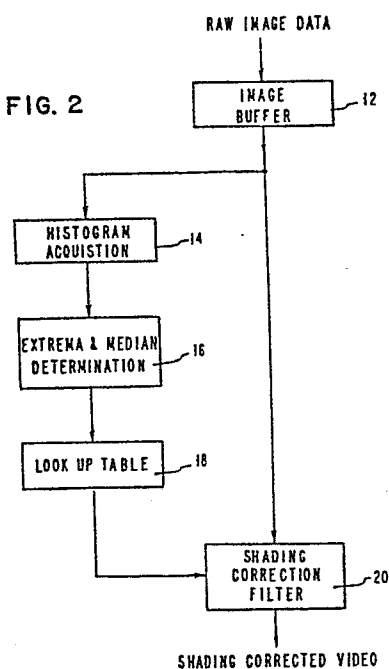 RAW IMAGE DATA
FIG. 2
IMAGE
BUFFER
12
HISTOGRAM
ACQUISTION
14
EXTREMA & MEDIAN
DETERMINATION
16
LOOK UP TABLE
18
SHADING
CORRECTION
FILTER
20
SHADING CORRECTED VIDEO